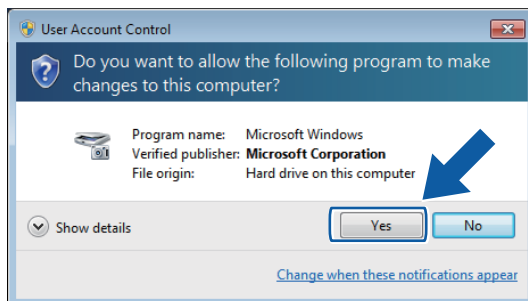 User Account Control
Do you want to allow the following program to make
changes to this computer?
Program name: Microsoft Windows
Verified publisher: Microsoft Corporation
File origin: Hard drive on this computer
Show details Yes No
Change when these notifications appear